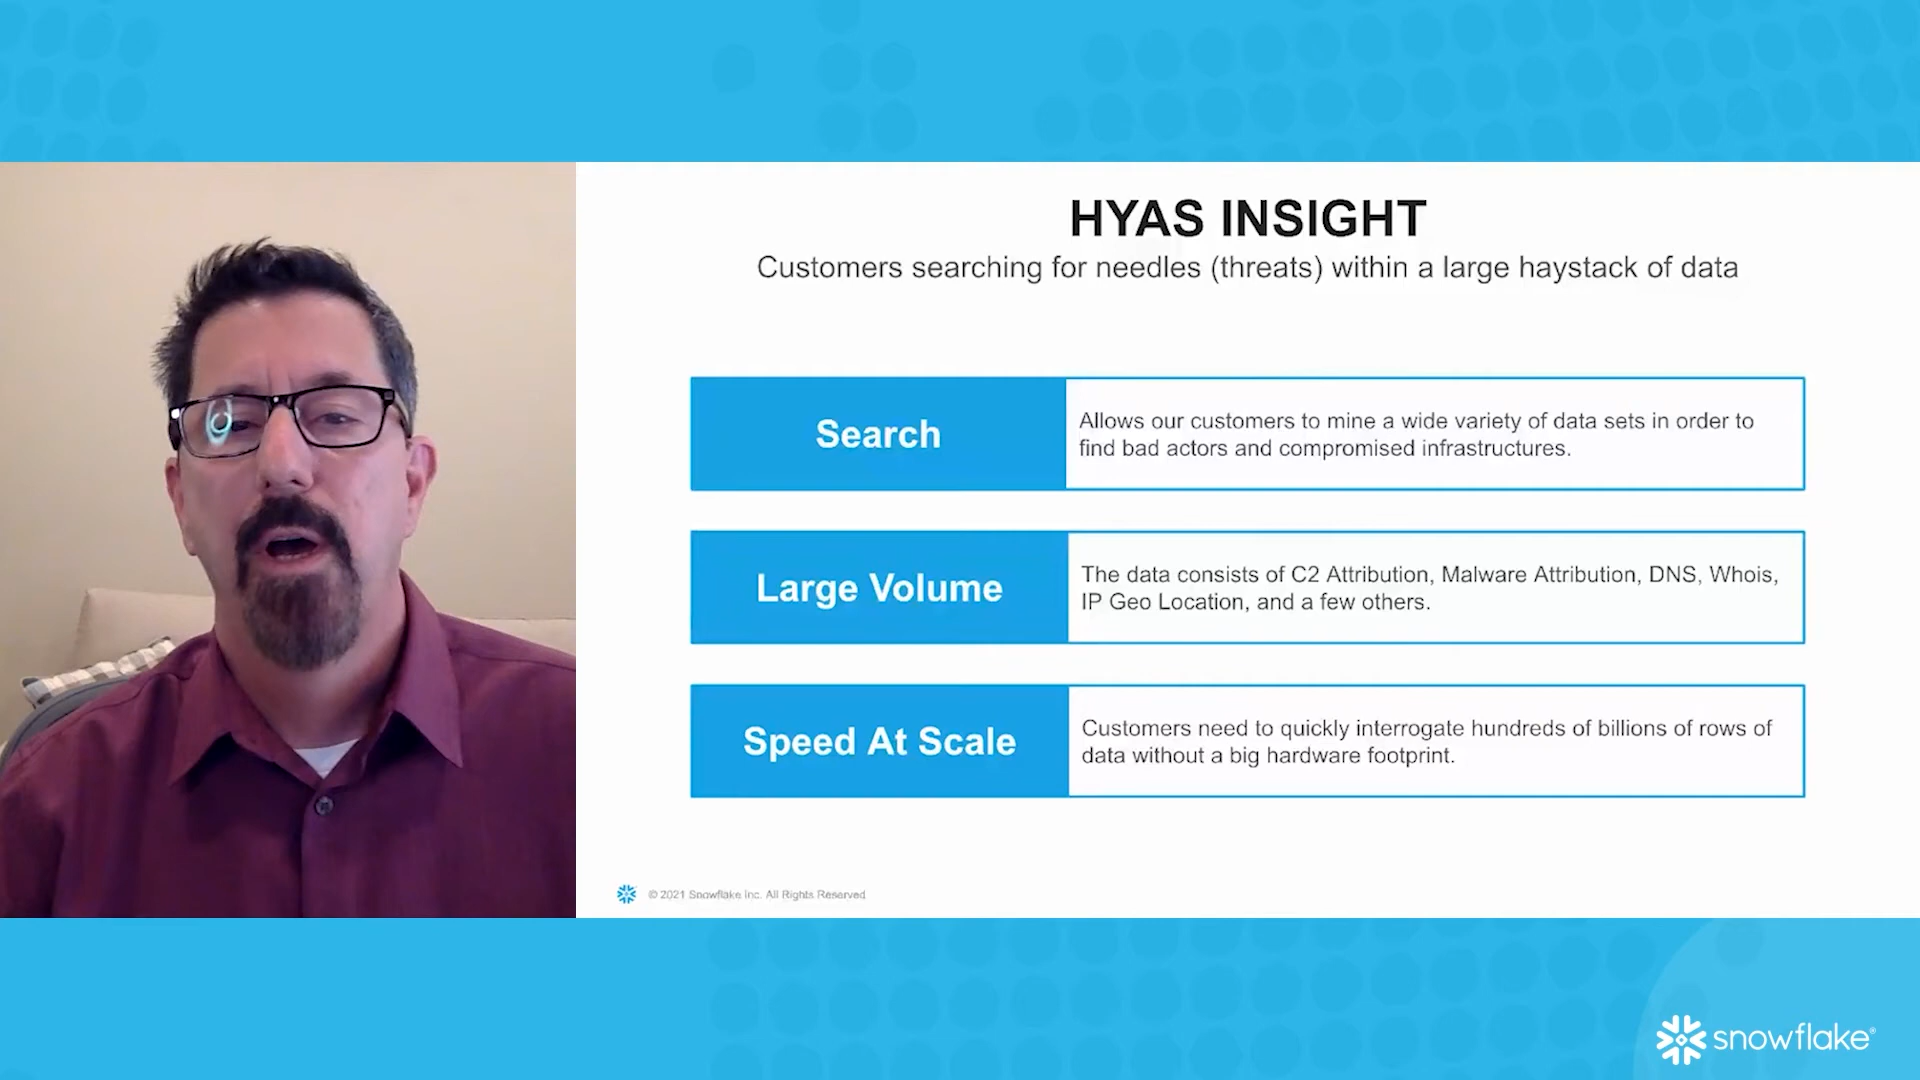 HYAS INSIGHT
Customers searching for needles (threats) within a large haystack of data
Search
Allows our customers to mine a wide variety of data sets in order to
find bad actors and compromised infrastructures.
Large Volume
The data consists of C2 Attribution, Malware Attribution, DNS, Whois,
IP Geo Location, and a few others.
Speed At Scale
Customers need to quickly interrogate hundreds of billions of rows of
data without a big hardware footprint.
© 2021 Snowflake Inc. All Rights Reserved
snowflake®